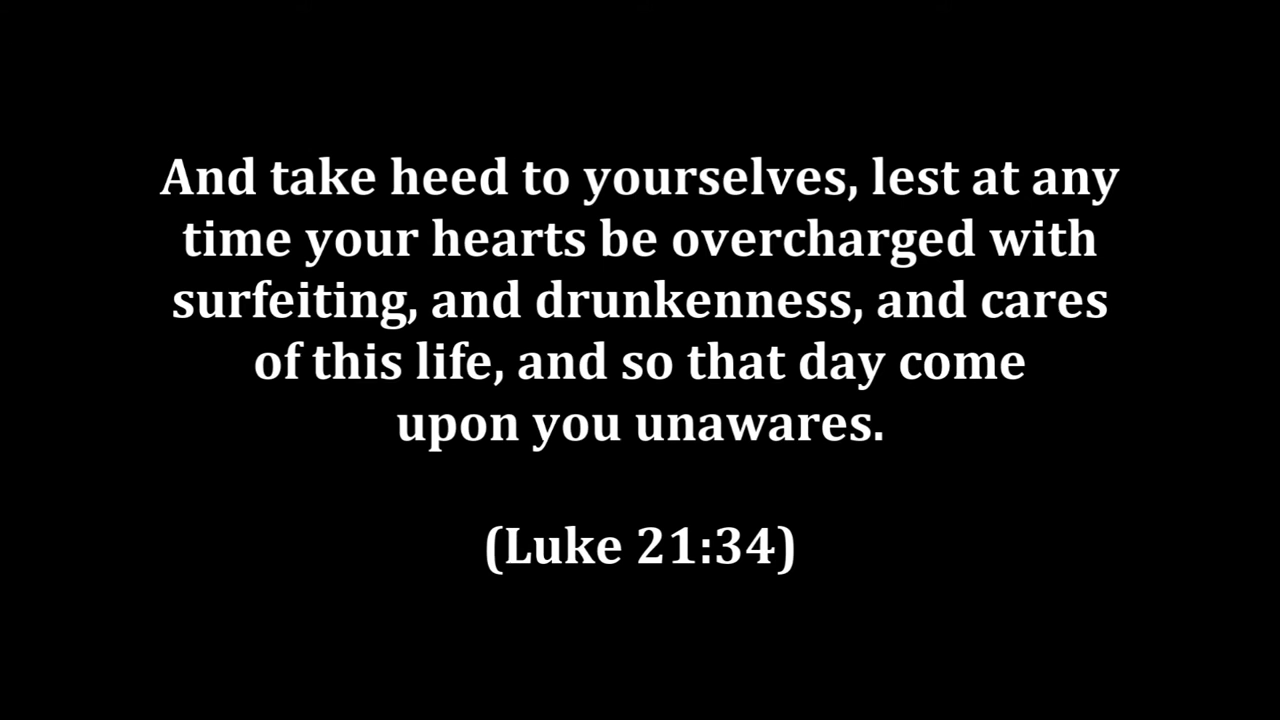 And take heed to yourselves, lest at any
time your hearts be overcharged with
surfeiting, and drunkenness, and cares
of this life, and so that day come
upon you unawares.
(Luke 21:34)